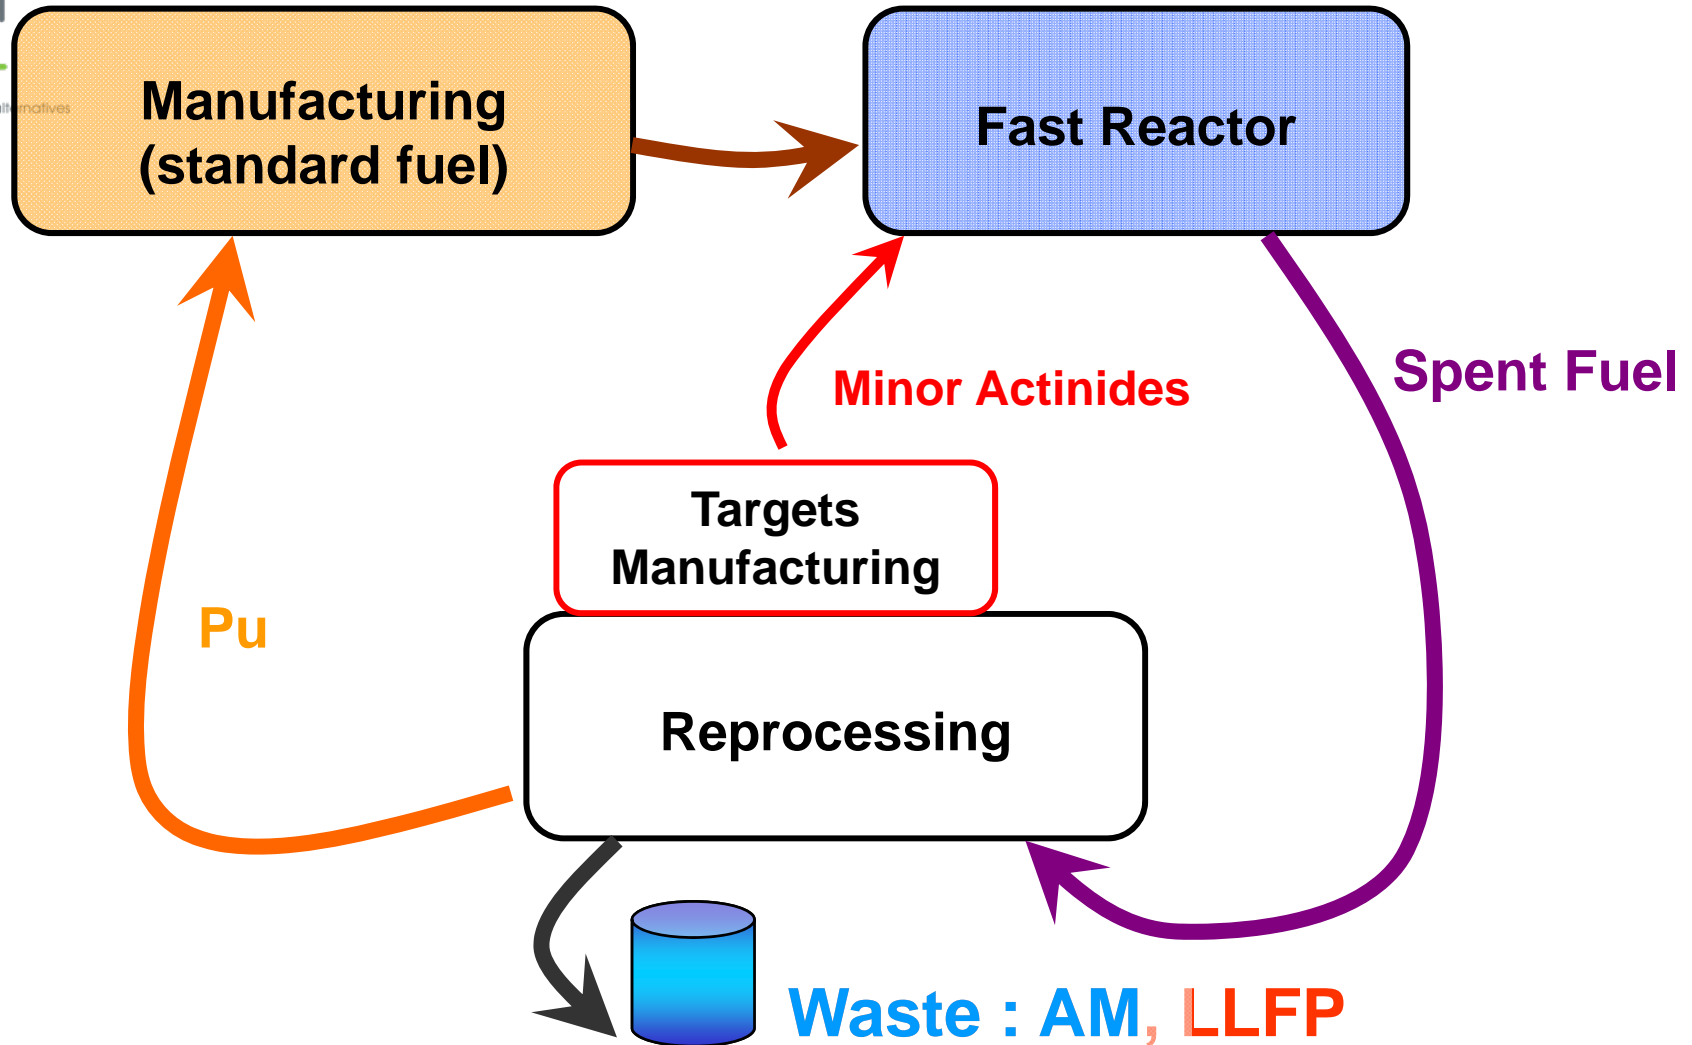 Manufacturing
(standard fuel)
Fast Reactor
Minor Actinides
Spent Fuel
Targets
Manufacturing
Pu
Reprocessing
Waste : AM, LLFP